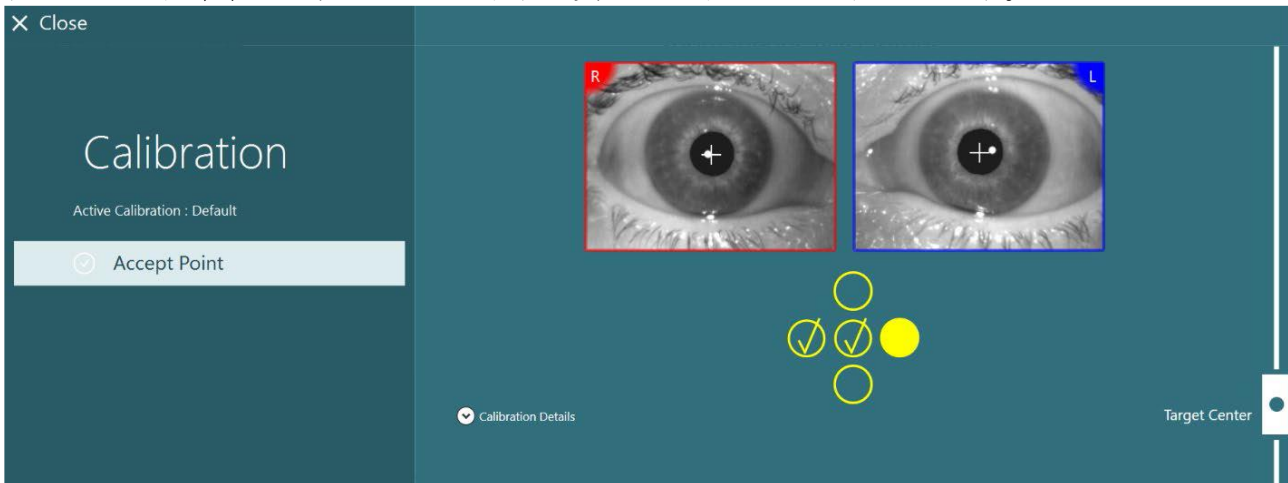 Close
Calibration
Active Calibration : Default
Accept Point
R
L
Calibration Details
Target Center